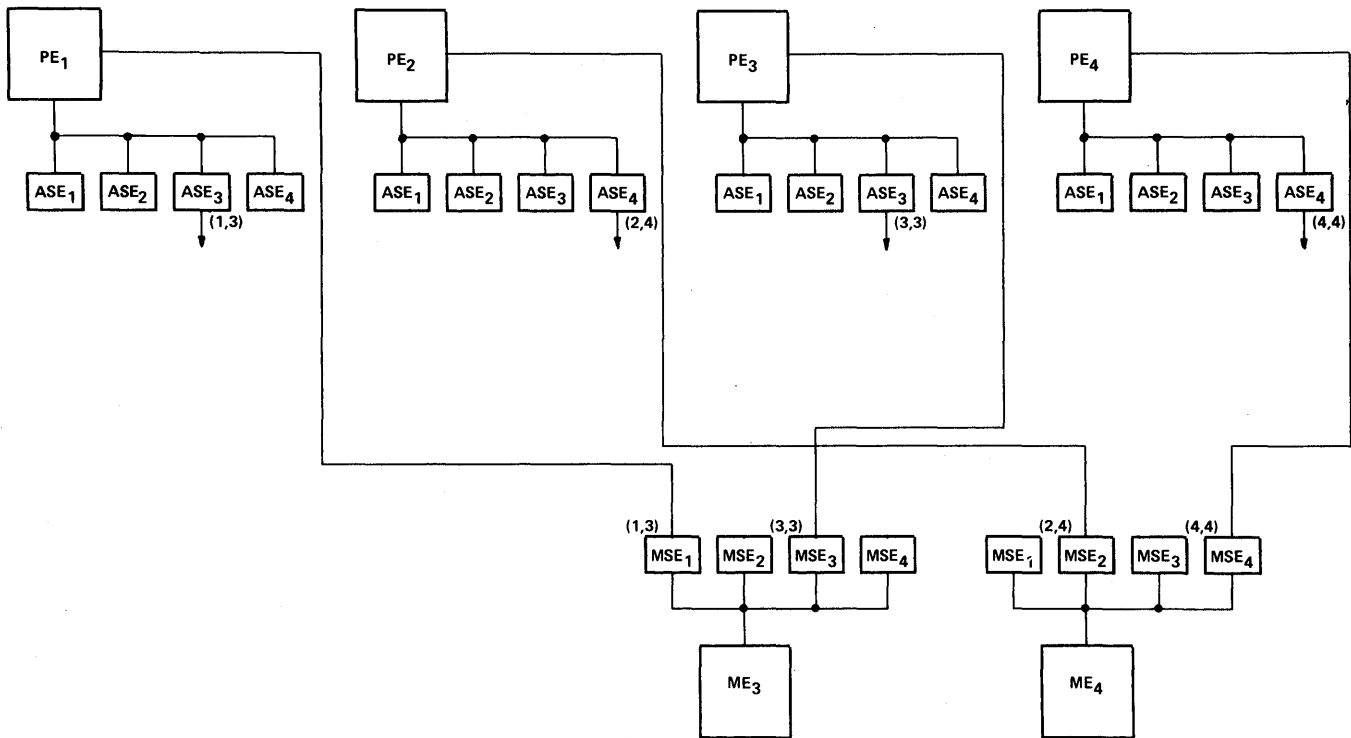 PE1 PE2 PE3 PE4
ASE1 ASE2 ASE3 ASE4 ASE1 ASE2 ASE3 ASE4 ASE1 ASE2 ASE3 ASE4 ASE1 ASE2 ASE3 ASE4
(1,3) (2,4) (3,3) (4,4)
(1,3) (3,3) (2,4) (4,4)
MSE1 MSE2 MSE3 MSE4 MSE1 MSE2 MSE3 MSE4
ME3 ME4